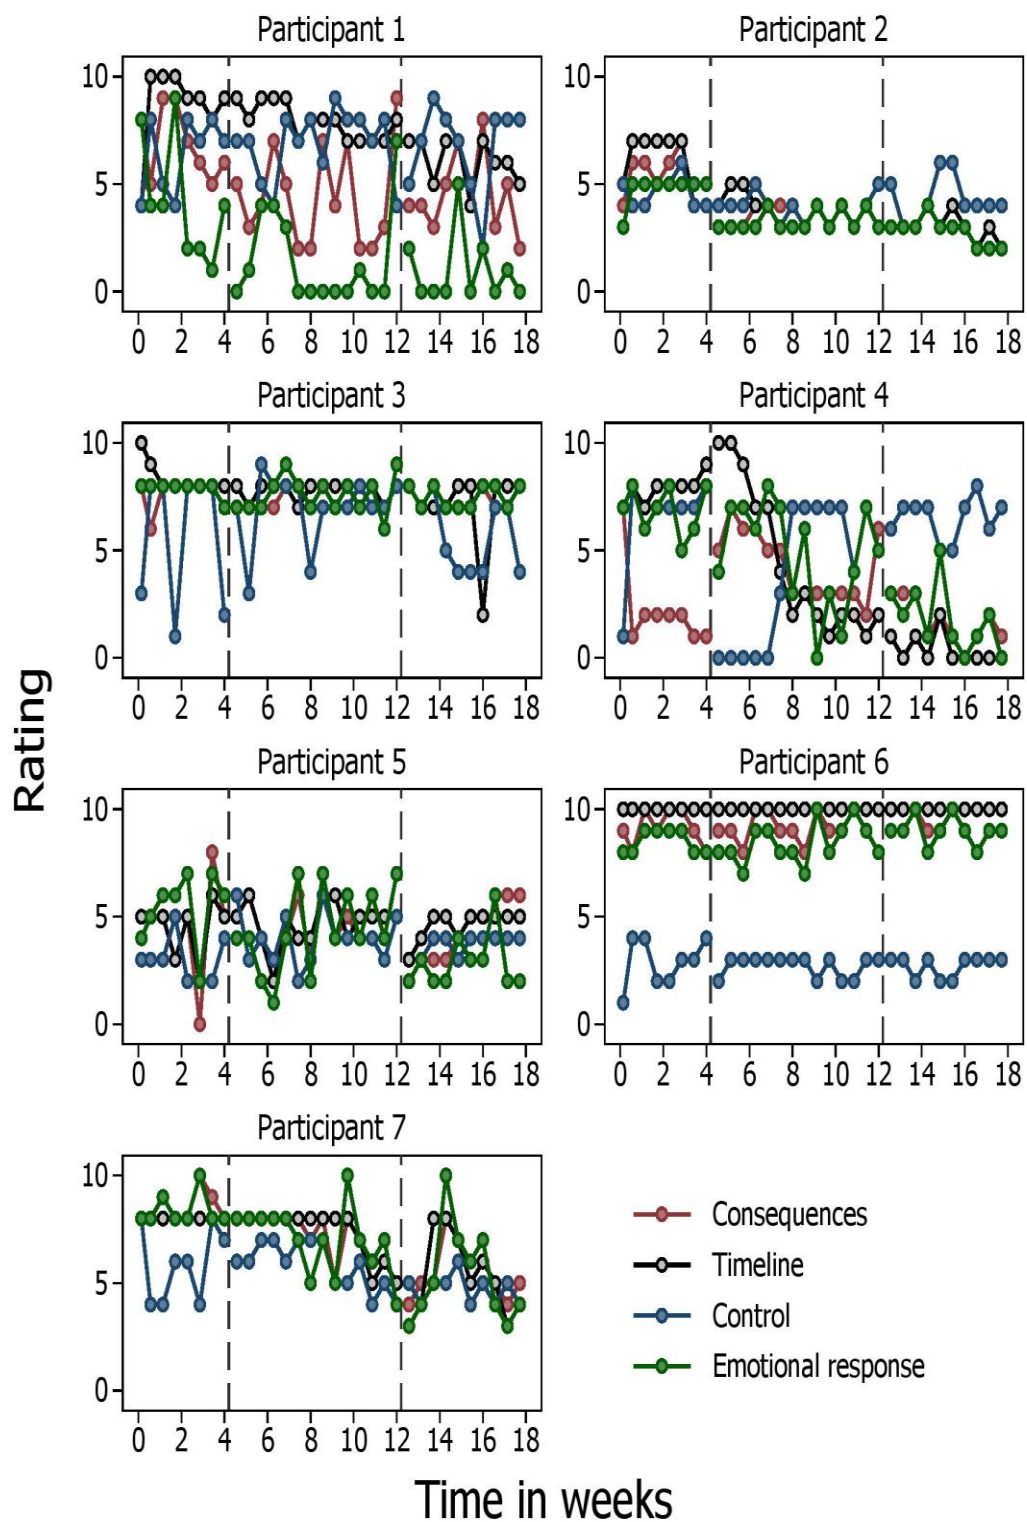 Participant 1
Participant 2
10
5
0
0 2 4 6 8 10 12 14 16 18
10
5
0
0 2 4 6 8 10 12 14 16 18
Participant 3
Participant 4
10
5
0
0 2 4 6 8 10 12 14 16 18
10
5
0
0 2 4 6 8 10 12 14 16 18
Rating
Participant 5
Participant 6
10
5
0
0 2 4 6 8 10 12 14 16 18
10
5
0
0 2 4 6 8 10 12 14 16 18
Participant 7
10
5
0
0 2 4 6 8 10 12 14 16 18
Consequences
Timeline
Control
Emotional response
Time in weeks